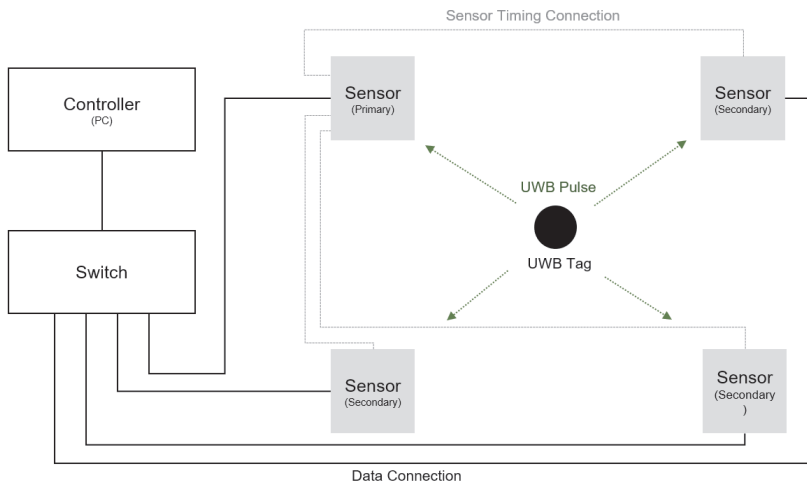 Sensor Timing Connection
Controller
(PC)
Sensor
(Primary)
Sensor
(Secondary)
UWB Pulse
UWB Tag
Switch
Sensor
(Secondary)
Sensor
(Secondary
)
Data Connection